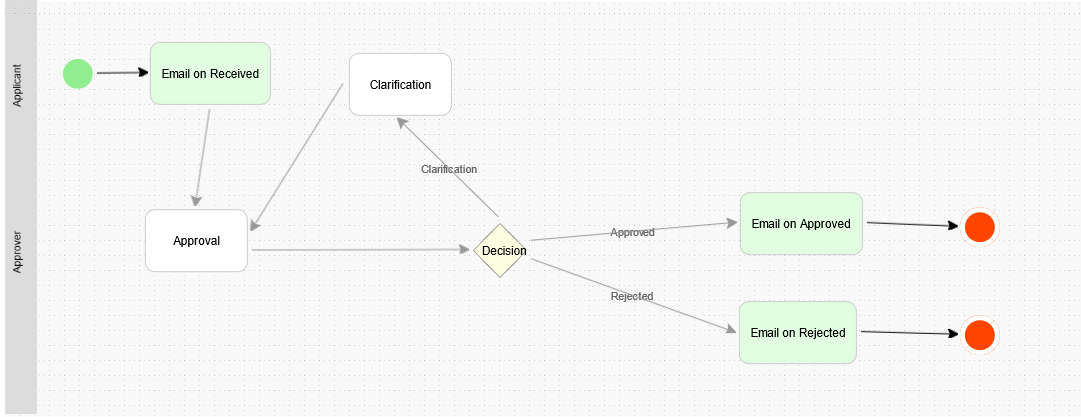 Applicant
Email on Received
Clarification
Clarification
Approver
Approval
Decision
Approved
Email on Approved
Rejected
Email on Rejected